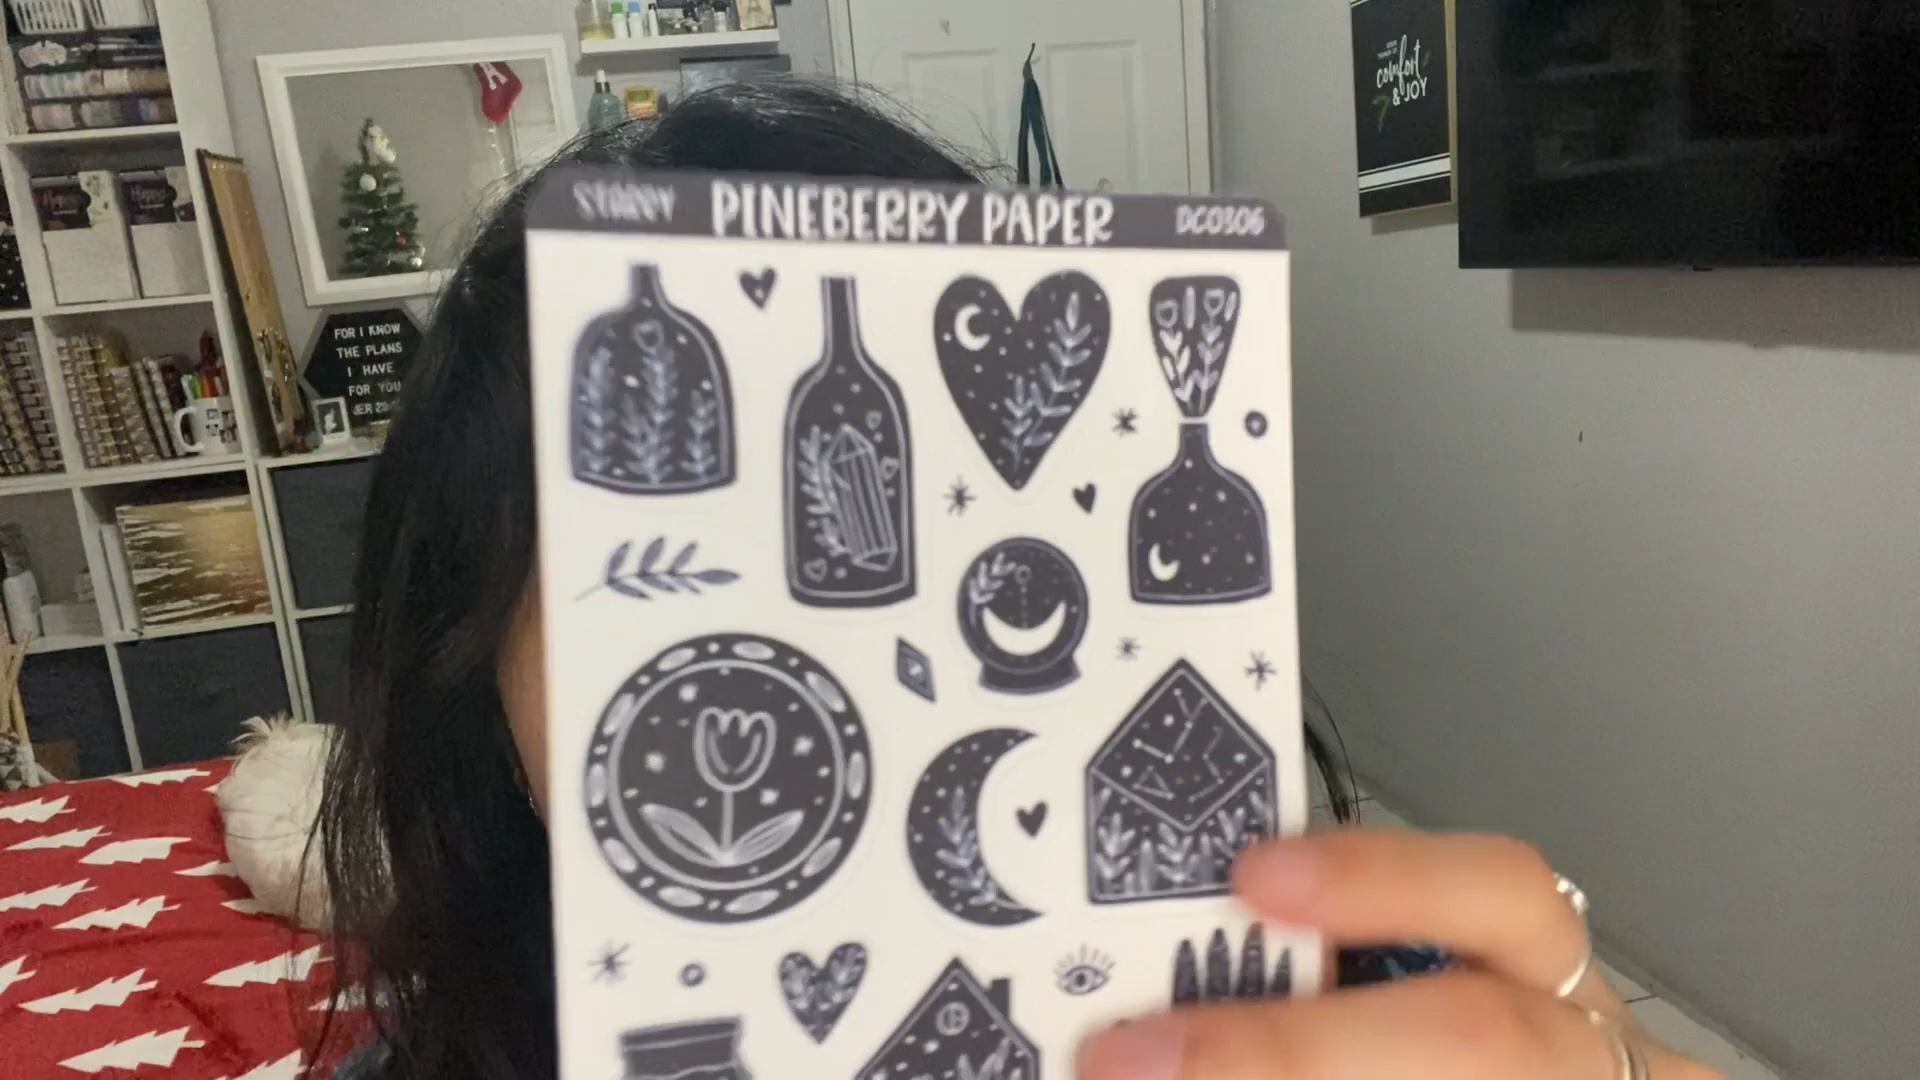 STARRY PINEBERRY PAPER DC0306
FOR I KNOW
THE PLANS
I HAVE
FOR YOU
comfort
& JOY
A